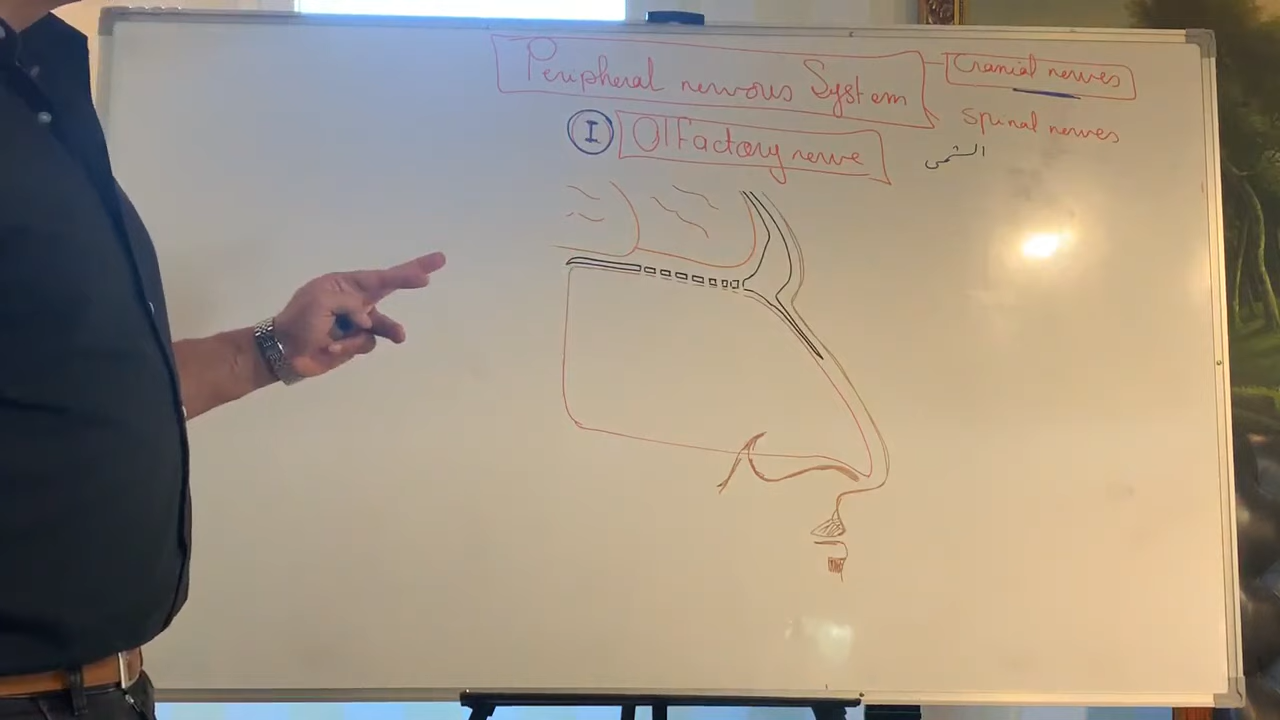 Peripheral nervous System
Cranial nerves
Spinal nerves
I Olfactory nerve
الشمي